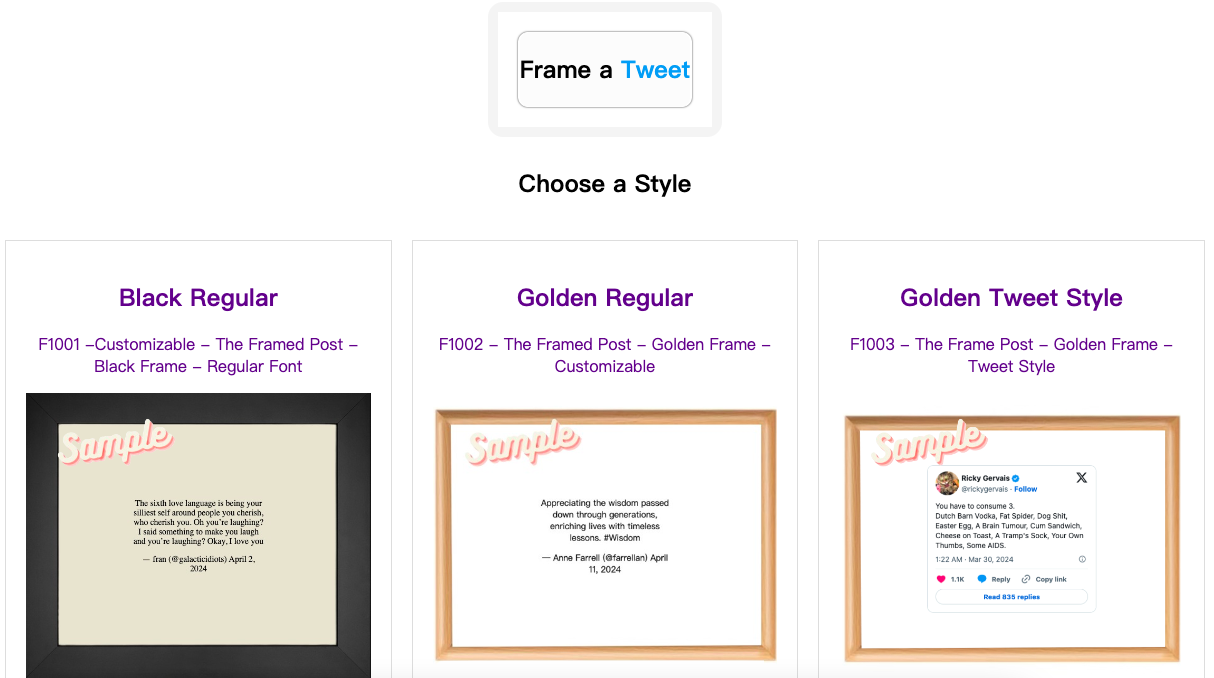 Frame a Tweet
Choose a Style
Black Regular
F1001 –Customizable – The Framed Post –
Black Frame – Regular Font
Sample
The sixth love language is being your
silliest self around people you cherish,
who cherish you. Oh you're laughing?
I said something to make you laugh
and you're laughing? Okay, I love you
— fran (@galacticidiots) April 2,
2024
Golden Regular
F1002 – The Framed Post – Golden Frame –
Customizable
Sample
Appreciating the wisdom passed
down through generations,
enriching lives with timeless
lessons. #Wisdom
— Anne Farrell (@farrellan) April
11, 2024
Golden Tweet Style
F1003 – The Frame Post – Golden Frame –
Tweet Style
Sample
Ricky Gervais
@rickygervais · Follow
You have to consume 3.
Dutch Barn Vodka, Fat Spider, Dog Shit,
Easter Egg, A Brain Tumour, Cum Sandwich,
Cheese on Toast, A Tramp's Sock, Your Own
Thumbs, Some AIDS.
1:22 AM · Mar 30, 2024
1.1K Reply Copy link
Read 835 replies